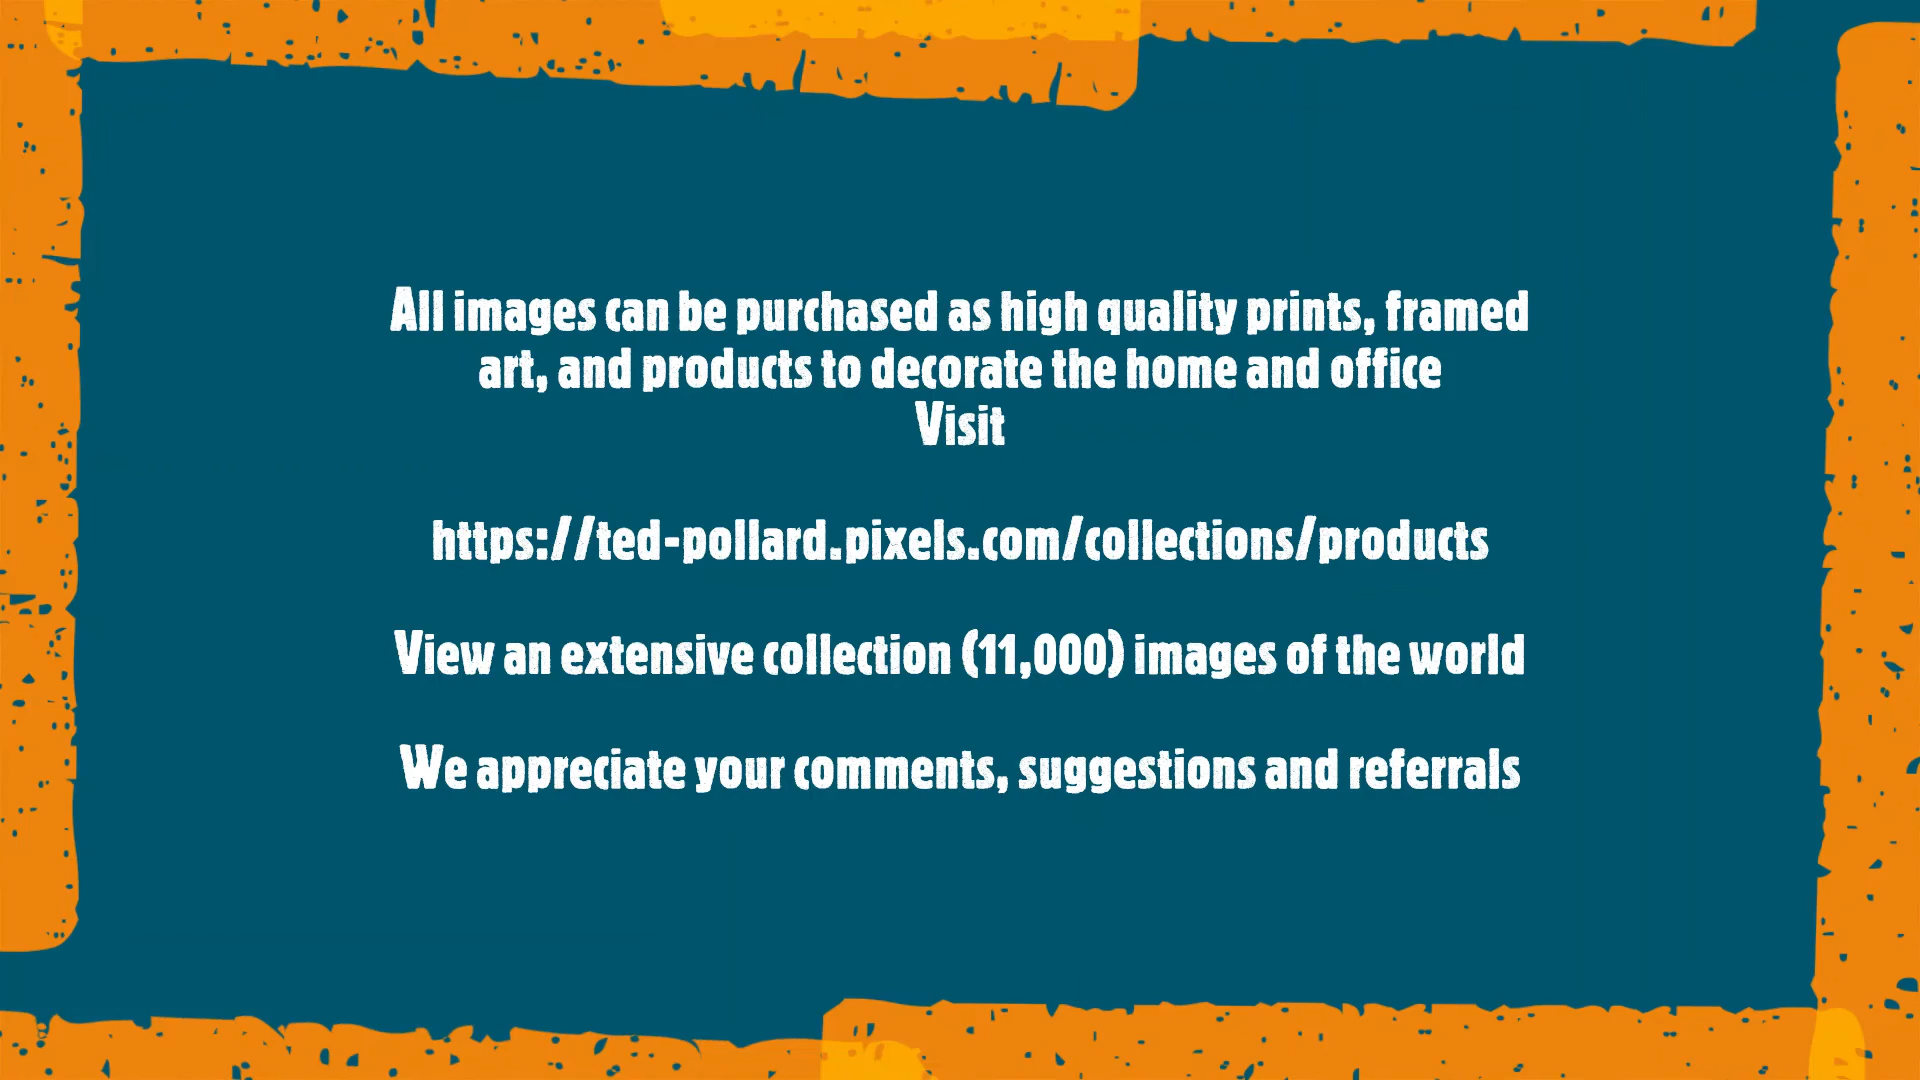 All images can be purchased as high quality prints, framed
art, and products to decorate the home and office
Visit
https://ted-pollard.pixels.com/collections/products
View an extensive collection (11,000) images of the world
We appreciate your comments, suggestions and referrals